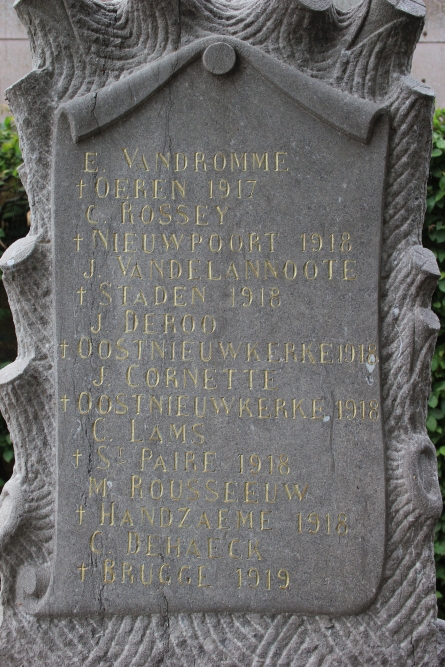 E. VANDROMME
† OEREN 1917
C. ROSSEY
† NIEUWPOORT 1918
J. VANDELANNOOTE
† STADEN 1918
J. DEROO
† OOSTNIEUWKERKE 1918
J. CORNETTE
† OOSTNIEUWKERKE 1918
C. LAMS
† ST PAIRE 1918
M. ROUSSEEUW
† HANDZAEME 1918
C. DEHAECK
† BRUGGE 1919